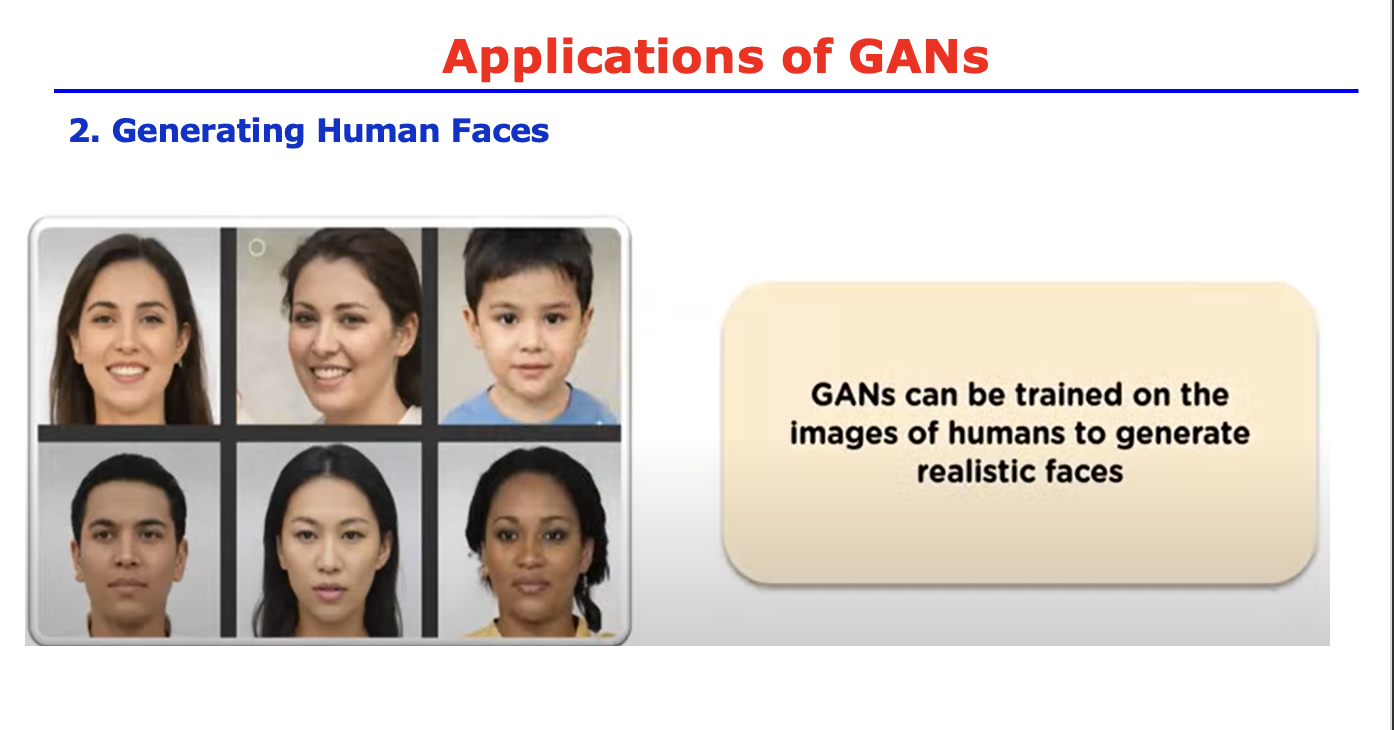 Applications of GANs
2. Generating Human Faces
GANs can be trained on the
images of humans to generate
realistic faces